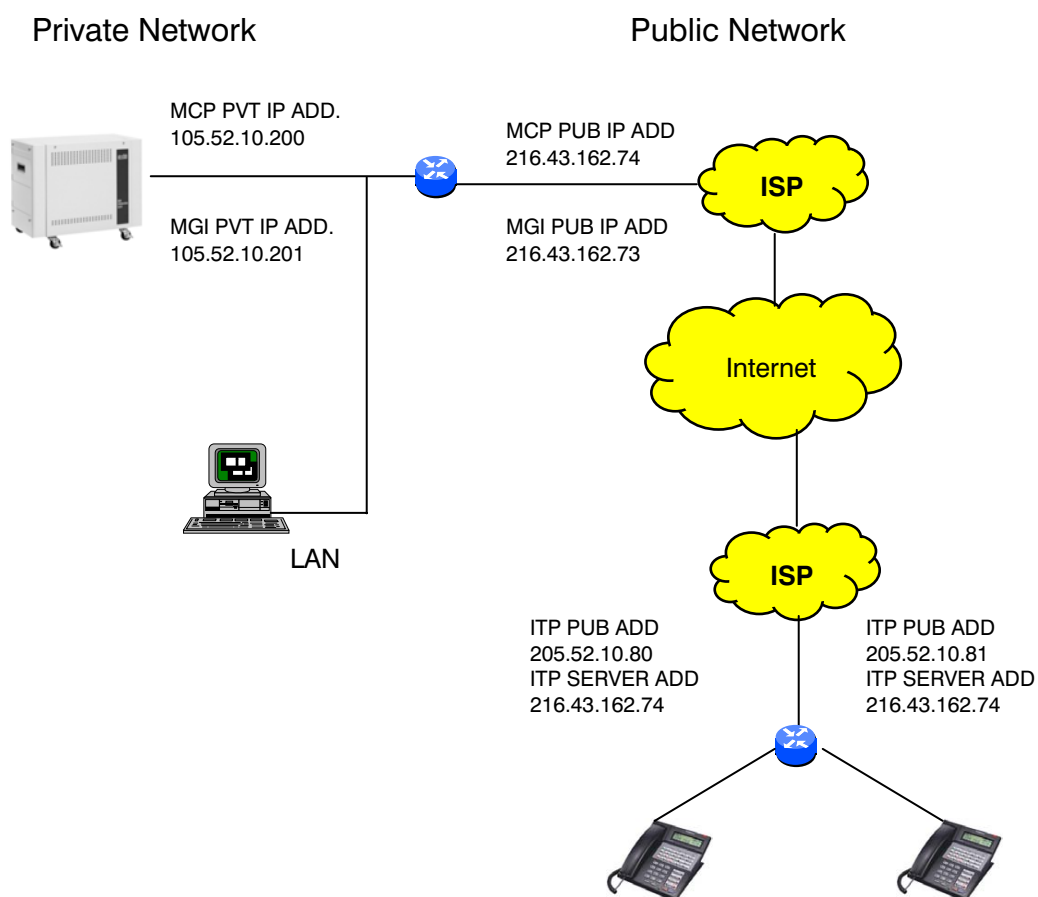 Private Network
Public Network
MCP PVT IP ADD.
105.52.10.200
MCP PUB IP ADD
216.43.162.74
ISP
MGI PVT IP ADD.
105.52.10.201
MGI PUB IP ADD
216.43.162.73
Internet
LAN
ISP
ITP PUB ADD
205.52.10.80
ITP SERVER ADD
216.43.162.74
ITP PUB ADD
205.52.10.81
ITP SERVER ADD
216.43.162.74